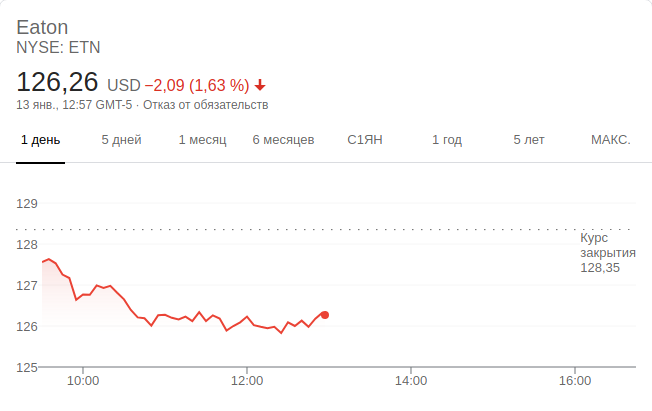 Eaton
NYSE: ETN
126,26 USD −2,09 (1,63 %)
13 янв., 12:57 GMT-5 · Отказ от обязательств
1 день 5 дней 1 месяц 6 месяцев С1ЯН 1 год 5 лет МАКС.
129
128
127
126
125
Курс
закрытия
128,35
10:00 12:00 14:00 16:00